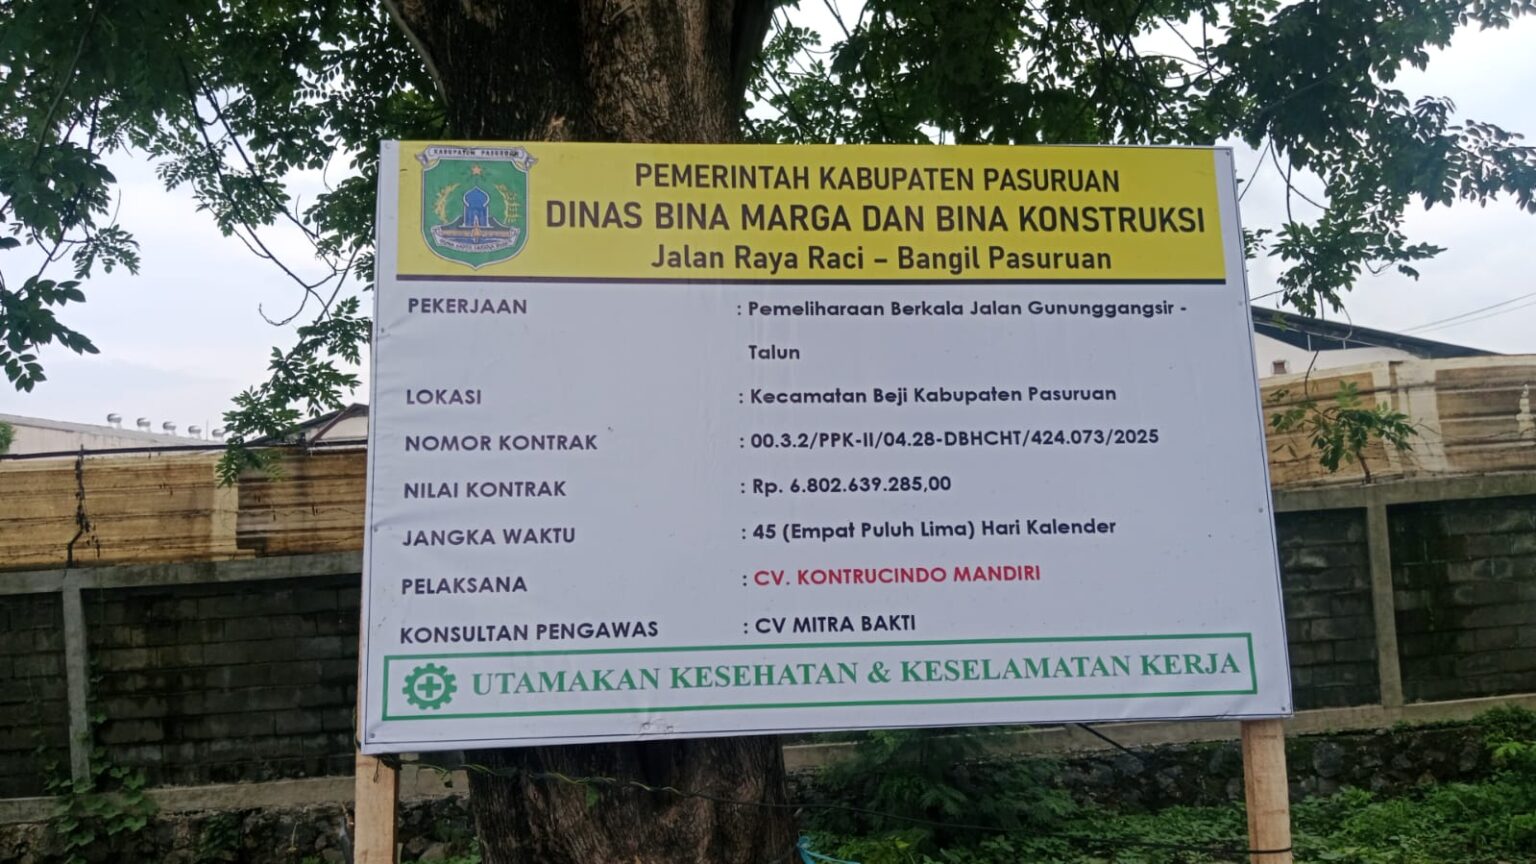 KABUPATEN PASURUAN
PEMERINTAH KABUPATEN PASURUAN
DINAS BINA MARGA DAN BINA KONSTRUKSI
Jalan Raya Raci – Bangil Pasuruan
PEKERJAAN : Pemeliharaan Berkala Jalan Gununggangsir -
Talun
LOKASI : Kecamatan Beji Kabupaten Pasuruan
NOMOR KONTRAK : 00.3.2/PPK-II/04.28-DBHCHT/424.073/2025
NILAI KONTRAK : Rp. 6.802.639.285,00
JANGKA WAKTU : 45 (Empat Puluh Lima) Hari Kalender
PELAKSANA : CV. KONTRUCINDO MANDIRI
KONSULTAN PENGAWAS : CV MITRA BAKTI
UTAMAKAN KESEHATAN & KESELAMATAN KERJA